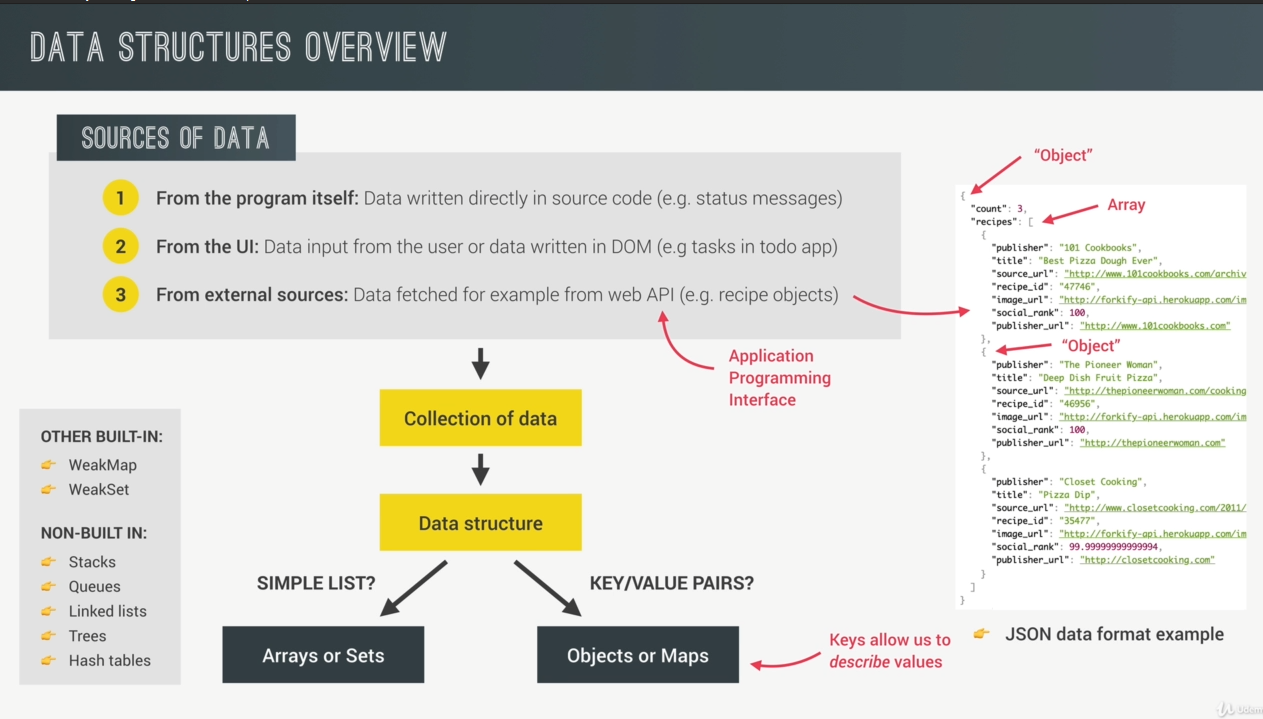 DATA STRUCTURES OVERVIEW
SOURCES OF DATA
1 From the program itself: Data written directly in source code (e.g. status messages)
2 From the UI: Data input from the user or data written in DOM (e.g tasks in todo app)
3 From external sources: Data fetched for example from web API (e.g. recipe objects)
Application
Programming
Interface
Collection of data
Data structure
SIMPLE LIST?
KEY/VALUE PAIRS?
Arrays or Sets
Objects or Maps
Keys allow us to
describe values
OTHER BUILT-IN:
WeakMap
WeakSet
NON-BUILT IN:
Stacks
Queues
Linked lists
Trees
Hash tables
“Object”
Array
“Object”
{
"count": 3,
"recipes": [
{
"publisher": "101 Cookbooks",
"title": "Best Pizza Dough Ever",
"source_url": "http://www.101cookbooks.com/archiv
"recipe_id": "47746",
"image_url": "http://forkify-api.herokuapp.com/im
"social_rank": 100,
"publisher_url": "http://www.101cookbooks.com"
},
{
"publisher": "The Pioneer Woman",
"title": "Deep Dish Fruit Pizza",
"source_url": "http://thepioneerwoman.com/cooking
"recipe_id": "46956",
"image_url": "http://forkify-api.herokuapp.com/im
"social_rank": 100,
"publisher_url": "http://thepioneerwoman.com"
},
{
"publisher": "Closet Cooking",
"title": "Pizza Dip",
"source_url": "http://www.closetcooking.com/2011/
"recipe_id": "35477",
"image_url": "http://forkify-api.herokuapp.com/im
"social_rank": 99.99999999999994,
"publisher_url": "http://closetcooking.com"
}
]
}
JSON data format example
Udem